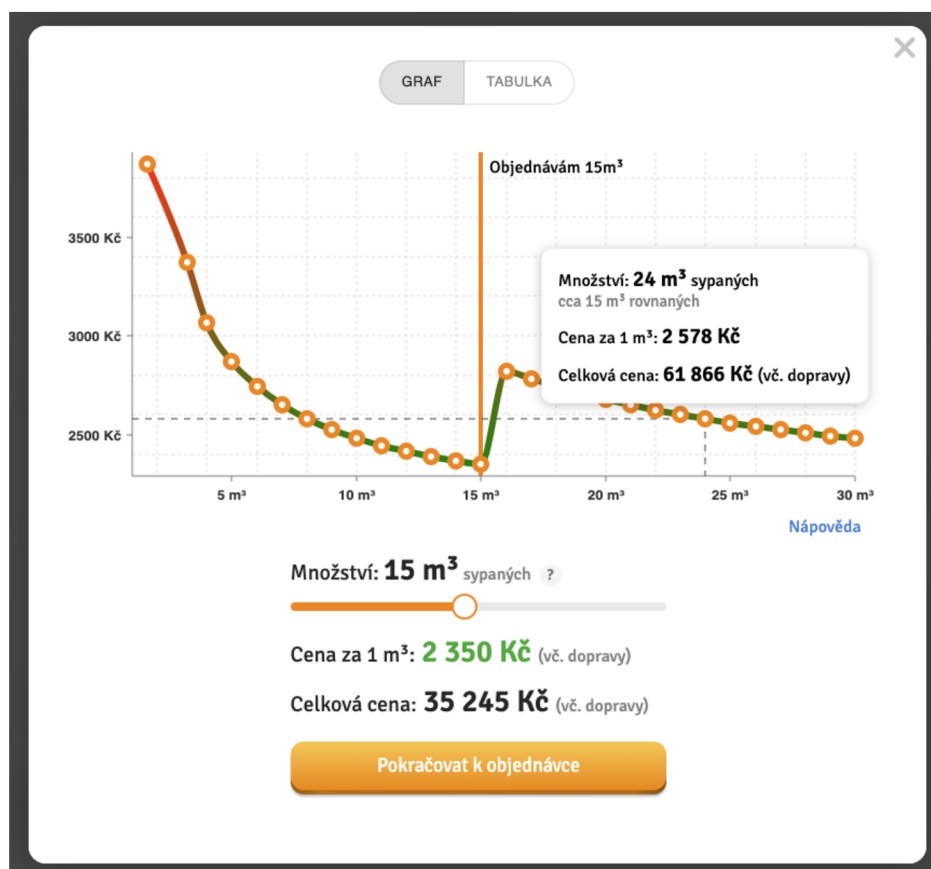 GRAF TABULKA
Objednávám 15m³
3500 Kč
3000 Kč
2500 Kč
Množství: 24 m³ sypaných
cca 15 m³ rovnaných
Cena za 1 m³: 2 578 Kč
Celková cena: 61 866 Kč (vč. dopravy)
5 m³ 10 m³ 15 m³ 20 m³ 25 m³ 30 m³
Nápověda
Množství: 15 m³ sypaných ?
Cena za 1 m³: 2 350 Kč (vč. dopravy)
Celková cena: 35 245 Kč (vč. dopravy)
Pokračovat k objednávce